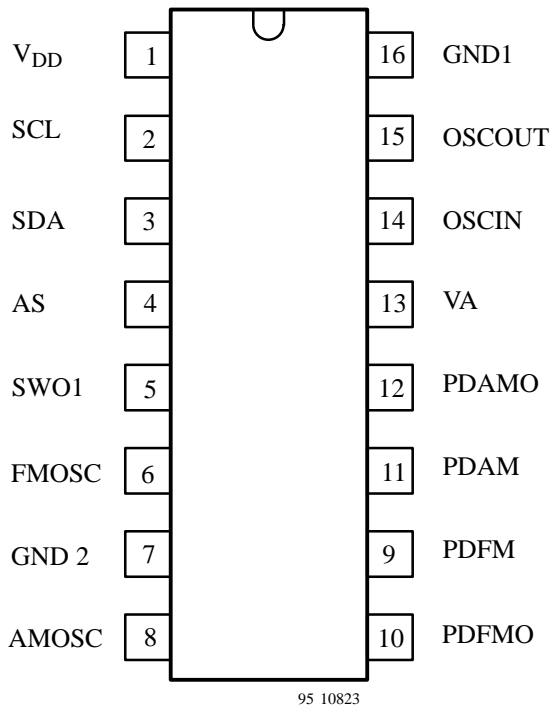 VDD 1 16 GND1
SCL 2 15 OSCOUT
SDA 3 14 OSCIN
AS 4 13 VA
SWO1 5 12 PDAMO
FMOSC 6 11 PDAM
GND 2 7 9 PDFM
AMOSC 8 10 PDFMO
95 10823